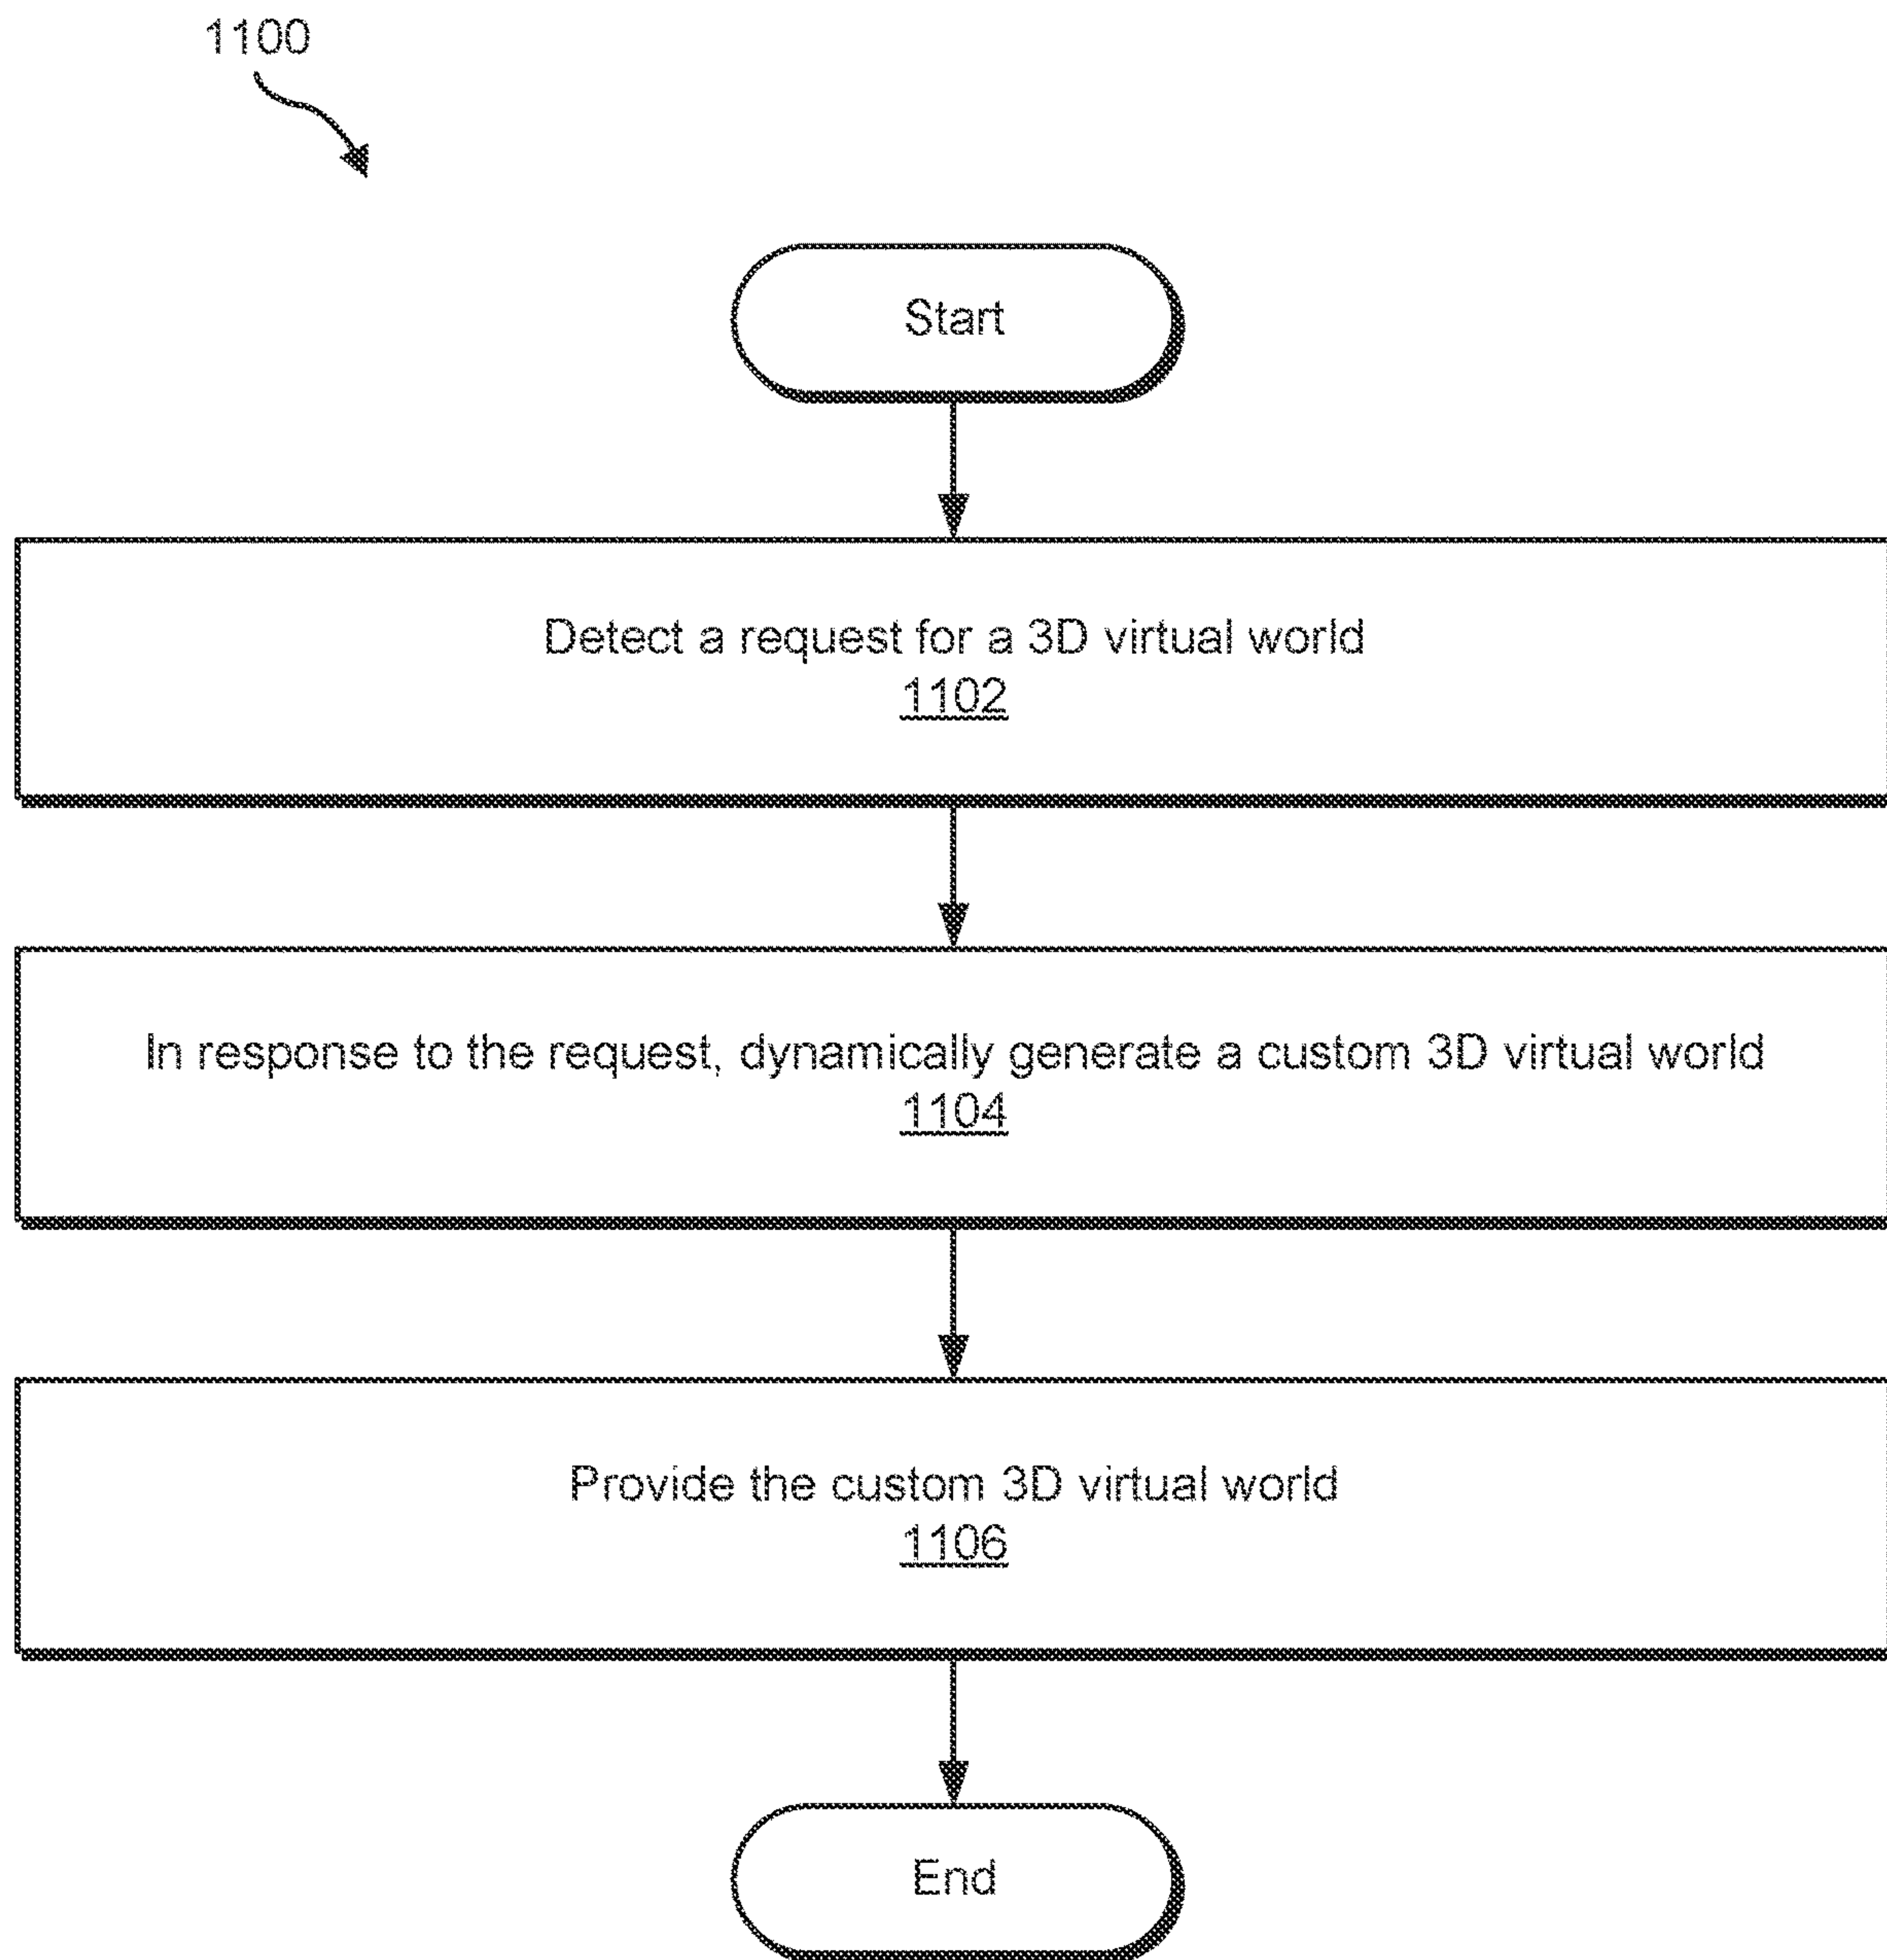 1100
Start
Detect a request for a 3D virtual world
1102
In response to the request, dynamically generate a custom 3D virtual world
1104
Provide the custom 3D virtual world
1106
End